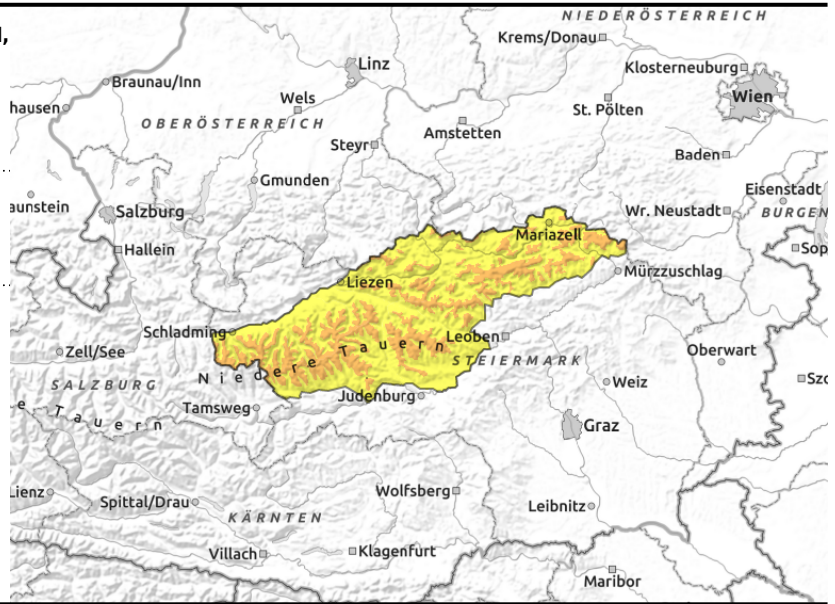 NIEDERÖSTERREICH
Krems/Donau
Linz
Klosterneuburg
Braunau/Inn
Wels
Wien
hausen
St. Pölten
OBERÖSTERREICH
Amstetten
Steyr
Baden
Gmunden
Eisenstadt
aunstein
Salzburg
Wr. Neustadt
BURGEN
Mariazell
Hallein
Sop
Mürzzuschlag
Liezen
Schladming
Leoben
Zell/See
Niedere Tauern
STEIERMARK
Oberwart
SALZBURG
Weiz
Szo
Judenburg
Tamsweg
e Tauern
Graz
Lienz
Spittal/Drau
Wolfsberg
Leibnitz
KÄRNTEN
Villach
Klagenfurt
Maribor